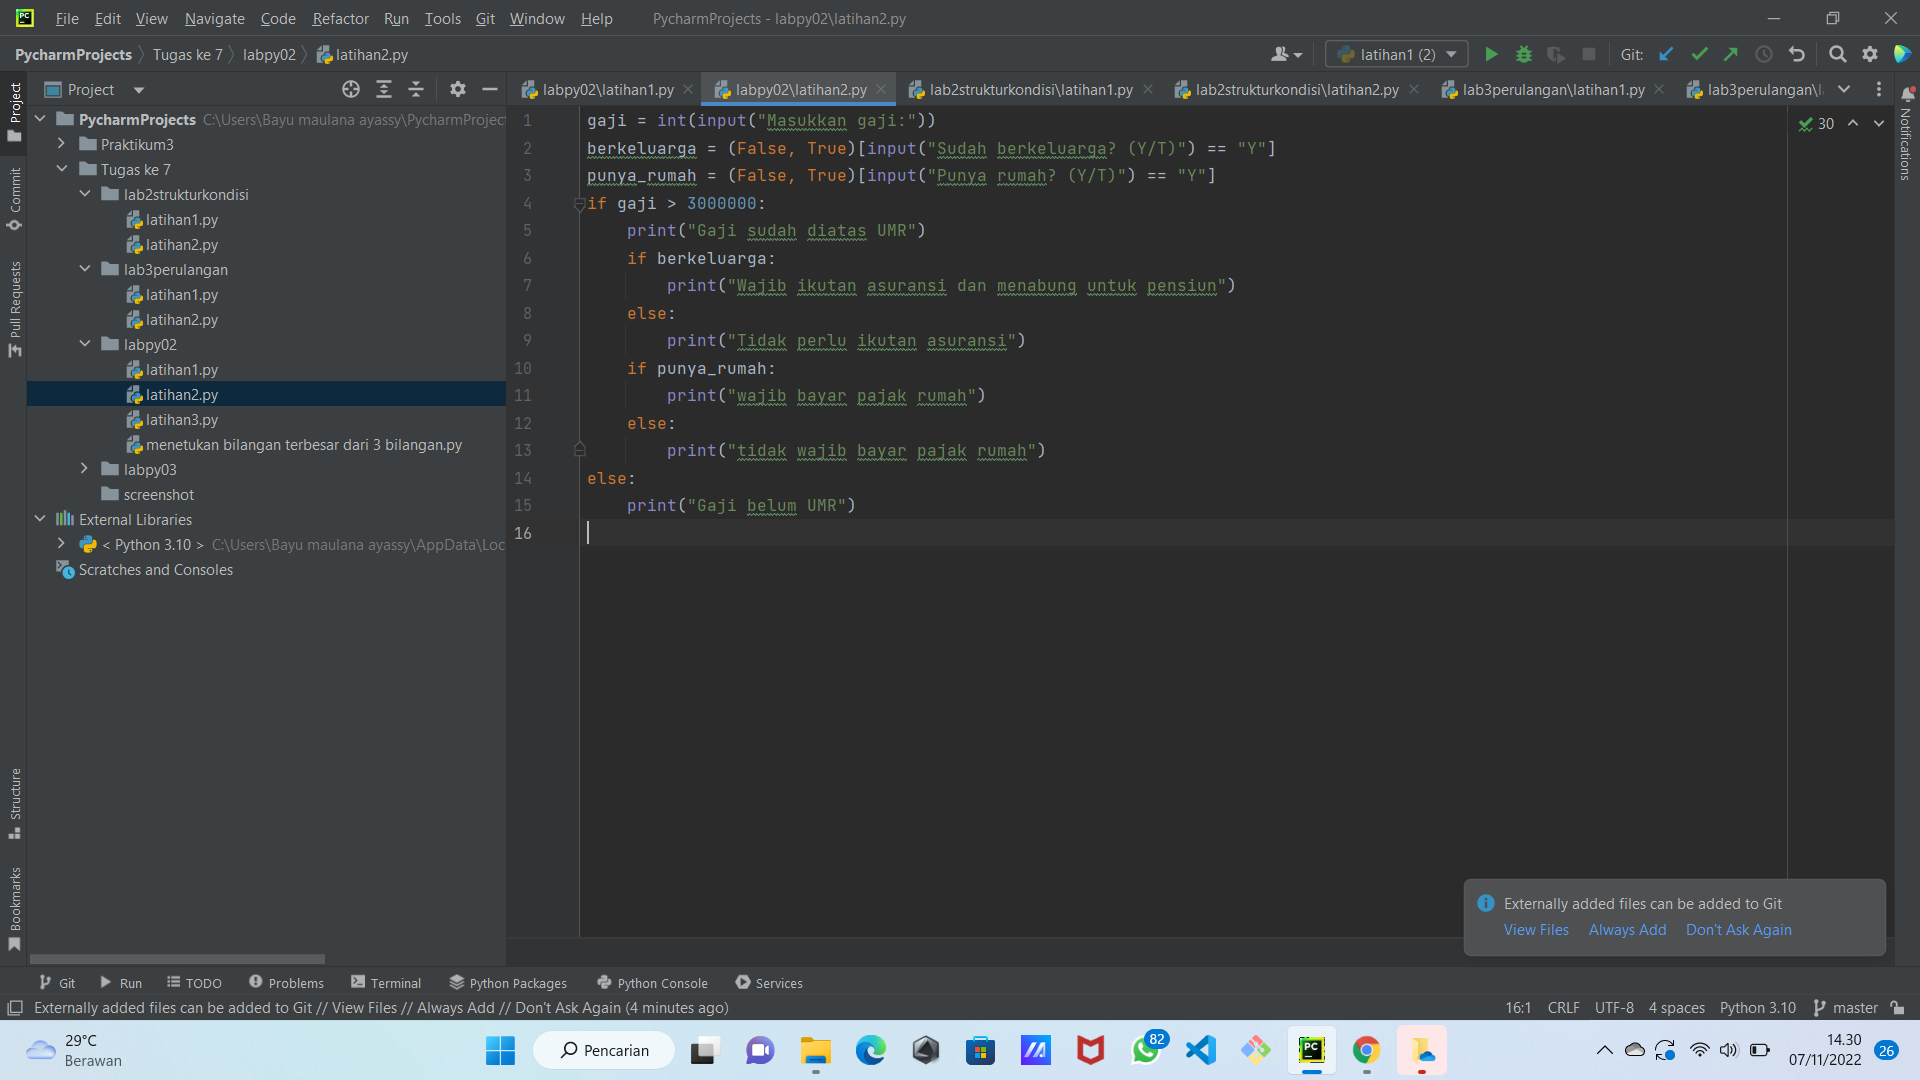 File Edit View Navigate Code Refactor Run Tools Git Window Help PycharmProjects - labpy02\latihan2.py
PycharmProjects Tugas ke 7 labpy02 latihan2.py latihan1 (2) Git:
Project labpy02\latihan1.py labpy02\latihan2.py lab2strukturkondisi\latihan1.py lab2strukturkondisi\latihan2.py lab3perulangan\latihan1.py lab3perulangan\
PycharmProjects C:\Users\Bayu maulana ayassy\PycharmProjec
Praktikum3
Tugas ke 7
lab2strukturkondisi
latihan1.py
latihan2.py
lab3perulangan
latihan1.py
latihan2.py
labpy02
latihan1.py
latihan2.py
latihan3.py
menetukan bilangan terbesar dari 3 bilangan.py
labpy03
screenshot
External Libraries
< Python 3.10 > C:\Users\Bayu maulana ayassy\AppData\Loc
Scratches and Consoles
1 gaji = int(input("Masukkan gaji:"))
2 berkeluarga = (False, True)[input("Sudah berkeluarga? (Y/T)") == "Y"]
3 punya_rumah = (False, True)[input("Punya rumah? (Y/T)") == "Y"]
4 if gaji > 3000000:
5 print("Gaji sudah diatas UMR")
6 if berkeluarga:
7 print("Wajib ikutan asuransi dan menabung untuk pensiun")
8 else:
9 print("Tidak perlu ikutan asuransi")
10 if punya_rumah:
11 print("wajib bayar pajak rumah")
12 else:
13 print("tidak wajib bayar pajak rumah")
14 else:
15 print("Gaji belum UMR")
16
30
Project
Commit
Pull Requests
Structure
Bookmarks
Notifications
Externally added files can be added to Git
View Files Always Add Don't Ask Again
Git Run TODO Problems Terminal Python Packages Python Console Services
Externally added files can be added to Git // View Files // Always Add // Don't Ask Again (4 minutes ago) 16:1 CRLF UTF-8 4 spaces Python 3.10 master
29°C
Berawan
Pencarian
82
14.30
07/11/2022
26